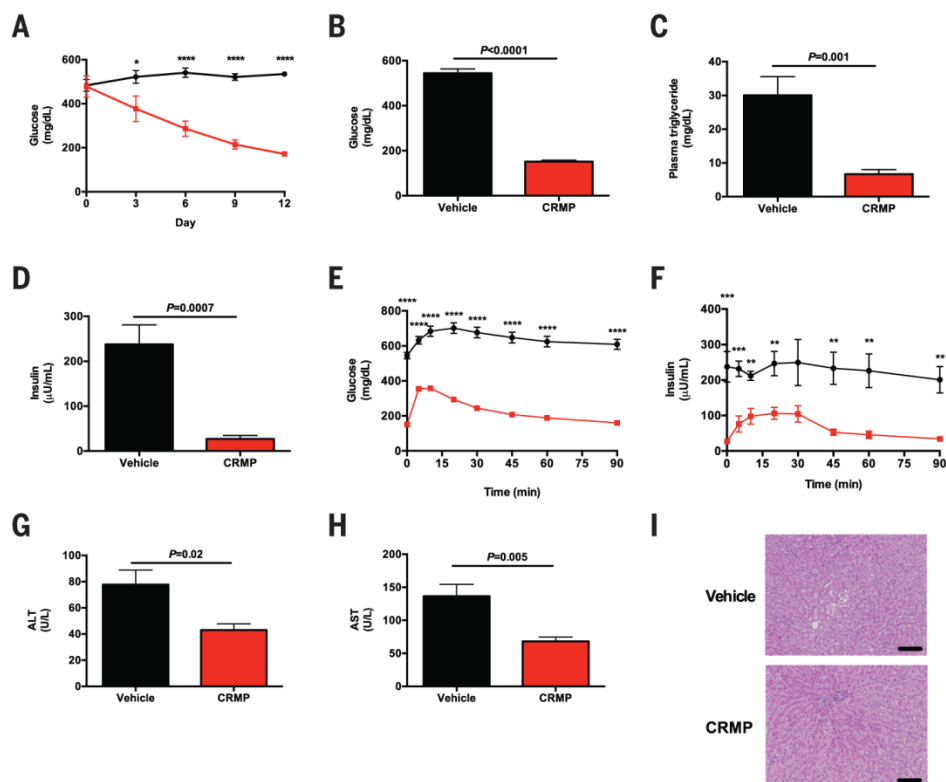 A
600
400
200
0
Glucose
(mg/dL)
*
****
****
****
0
3
6
9
12
Day
B
P<0.0001
600
400
200
0
Glucose
(mg/dL)
Vehicle
CRMP
C
P=0.001
40
30
20
10
0
Plasma triglyceride
(mg/dL)
Vehicle
CRMP
D
P=0.0007
300
200
100
0
Insulin
(μU/mL)
Vehicle
CRMP
E
****
****
****
****
****
****
****
****
800
600
400
200
0
Glucose
(mg/dL)
0
15
30
45
60
75
90
Time (min)
F
***
***
**
**
**
**
**
400
300
200
100
0
Insulin
(μU/mL)
0
15
30
45
60
75
90
Time (min)
G
P=0.02
100
80
60
40
20
0
ALT
(U/L)
Vehicle
CRMP
H
P=0.005
200
150
100
50
0
AST
(U/L)
Vehicle
CRMP
I
Vehicle
CRMP